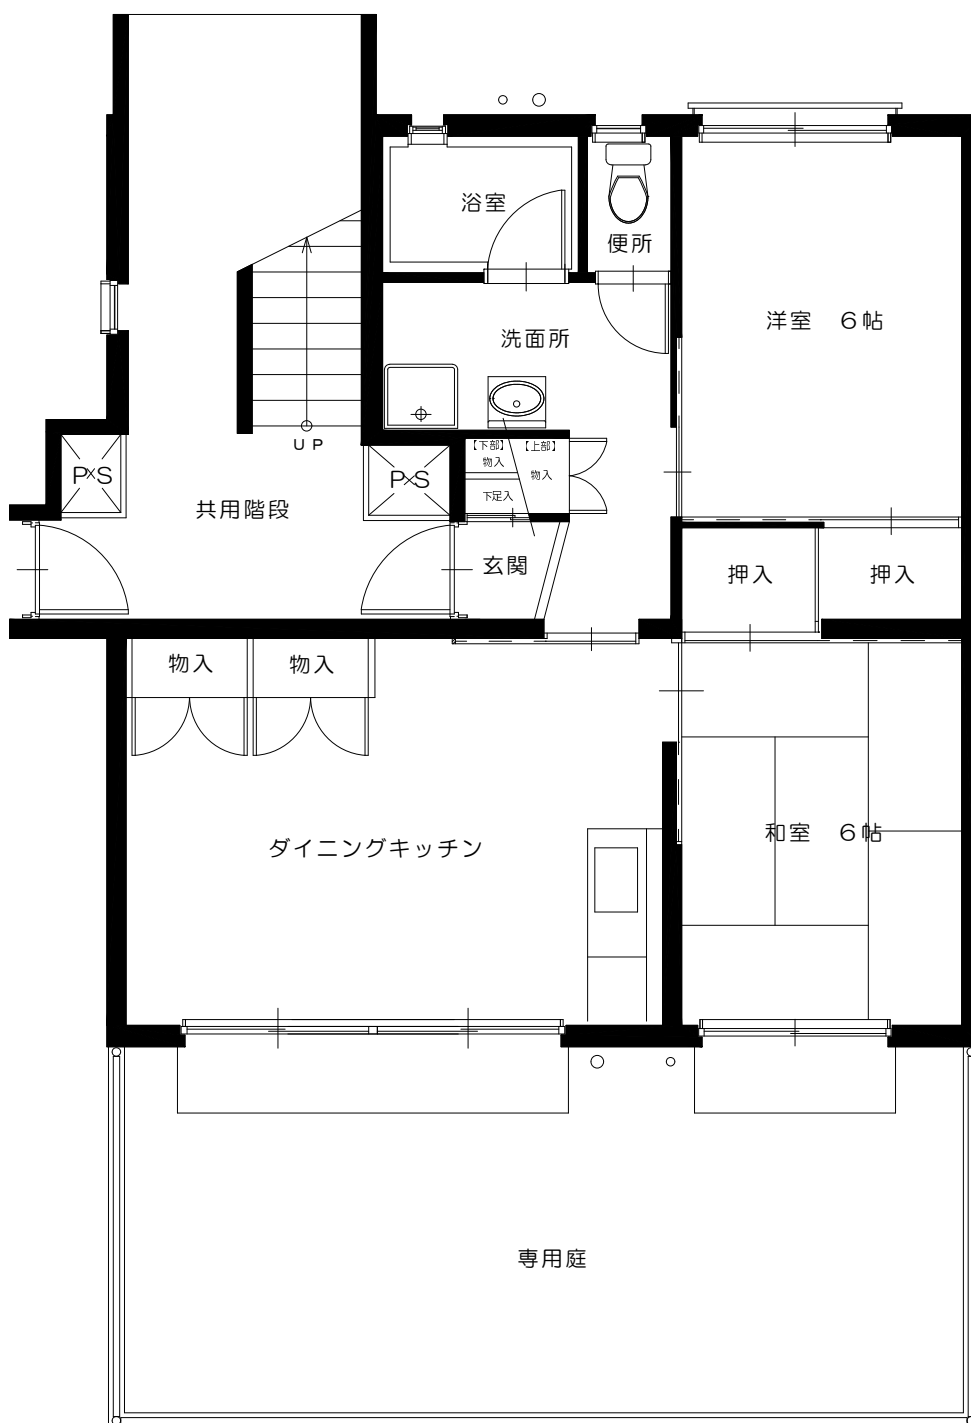 浴室
便所
洋室　6帖
洗面所
UP
【下部】
物入
【上部】
物入
下足入
PS
PS
共用階段
玄関
押入
押入
物入
物入
ダイニングキッチン
和室　6帖
専用庭